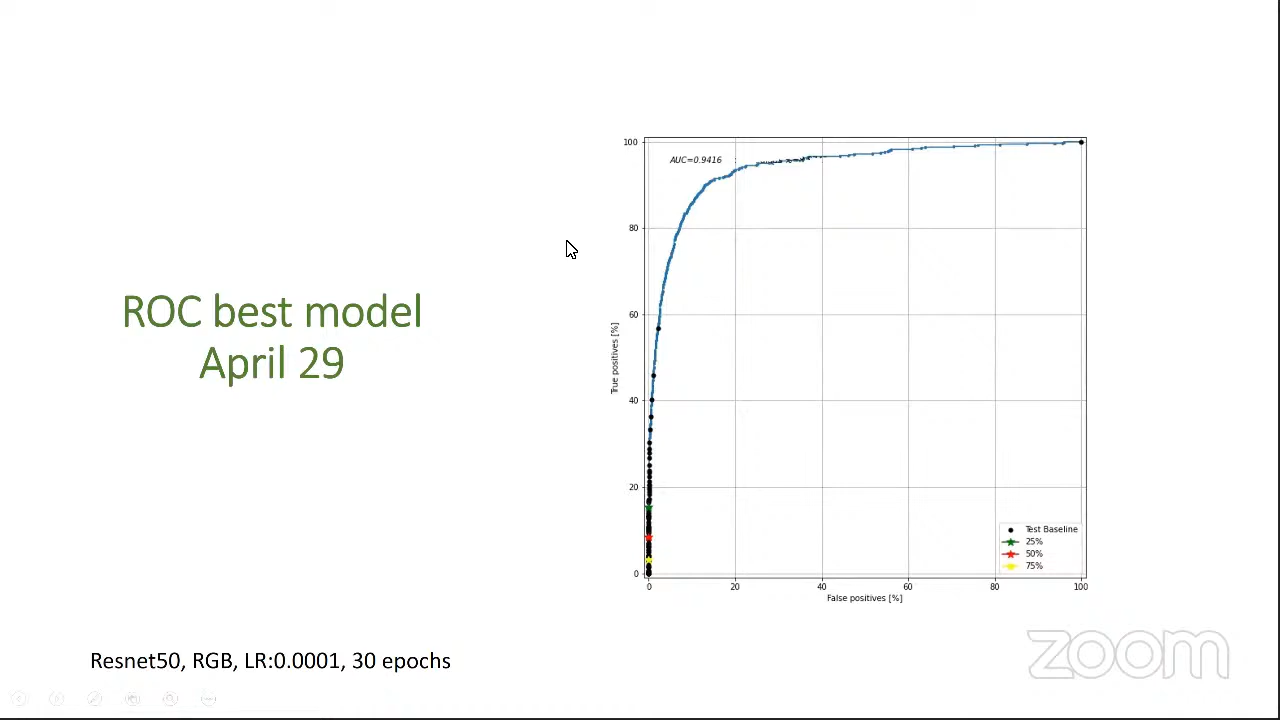 ROC best model
April 29
Resnet50, RGB, LR:0.0001, 30 epochs
AUC=0.9416
True positives [%]
100
80
60
40
20
0
0 20 40 60 80 100
False positives [%]
Test Baseline
25%
50%
75%
zoom